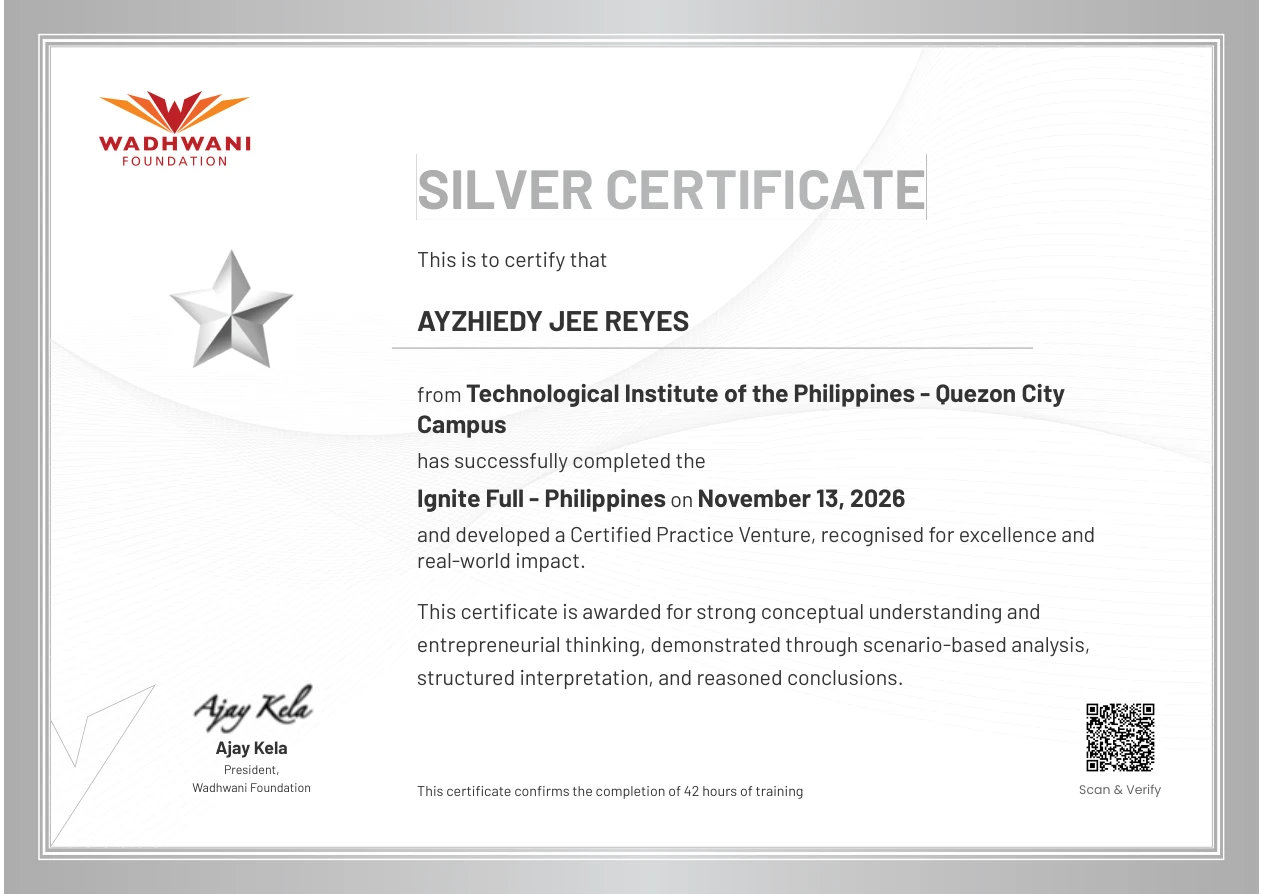 WADHWANI
FOUNDATION
SILVER CERTIFICATE
This is to certify that
AYZHIEDY JEE REYES
from Technological Institute of the Philippines - Quezon City
Campus
has successfully completed the
Ignite Full - Philippines on November 13, 2026
and developed a Certified Practice Venture, recognised for excellence and
real-world impact.
This certificate is awarded for strong conceptual understanding and
entrepreneurial thinking, demonstrated through scenario-based analysis,
structured interpretation, and reasoned conclusions.
Ajay Kela
Ajay Kela
President,
Wadhwani Foundation
This certificate confirms the completion of 42 hours of training
Scan & Verify